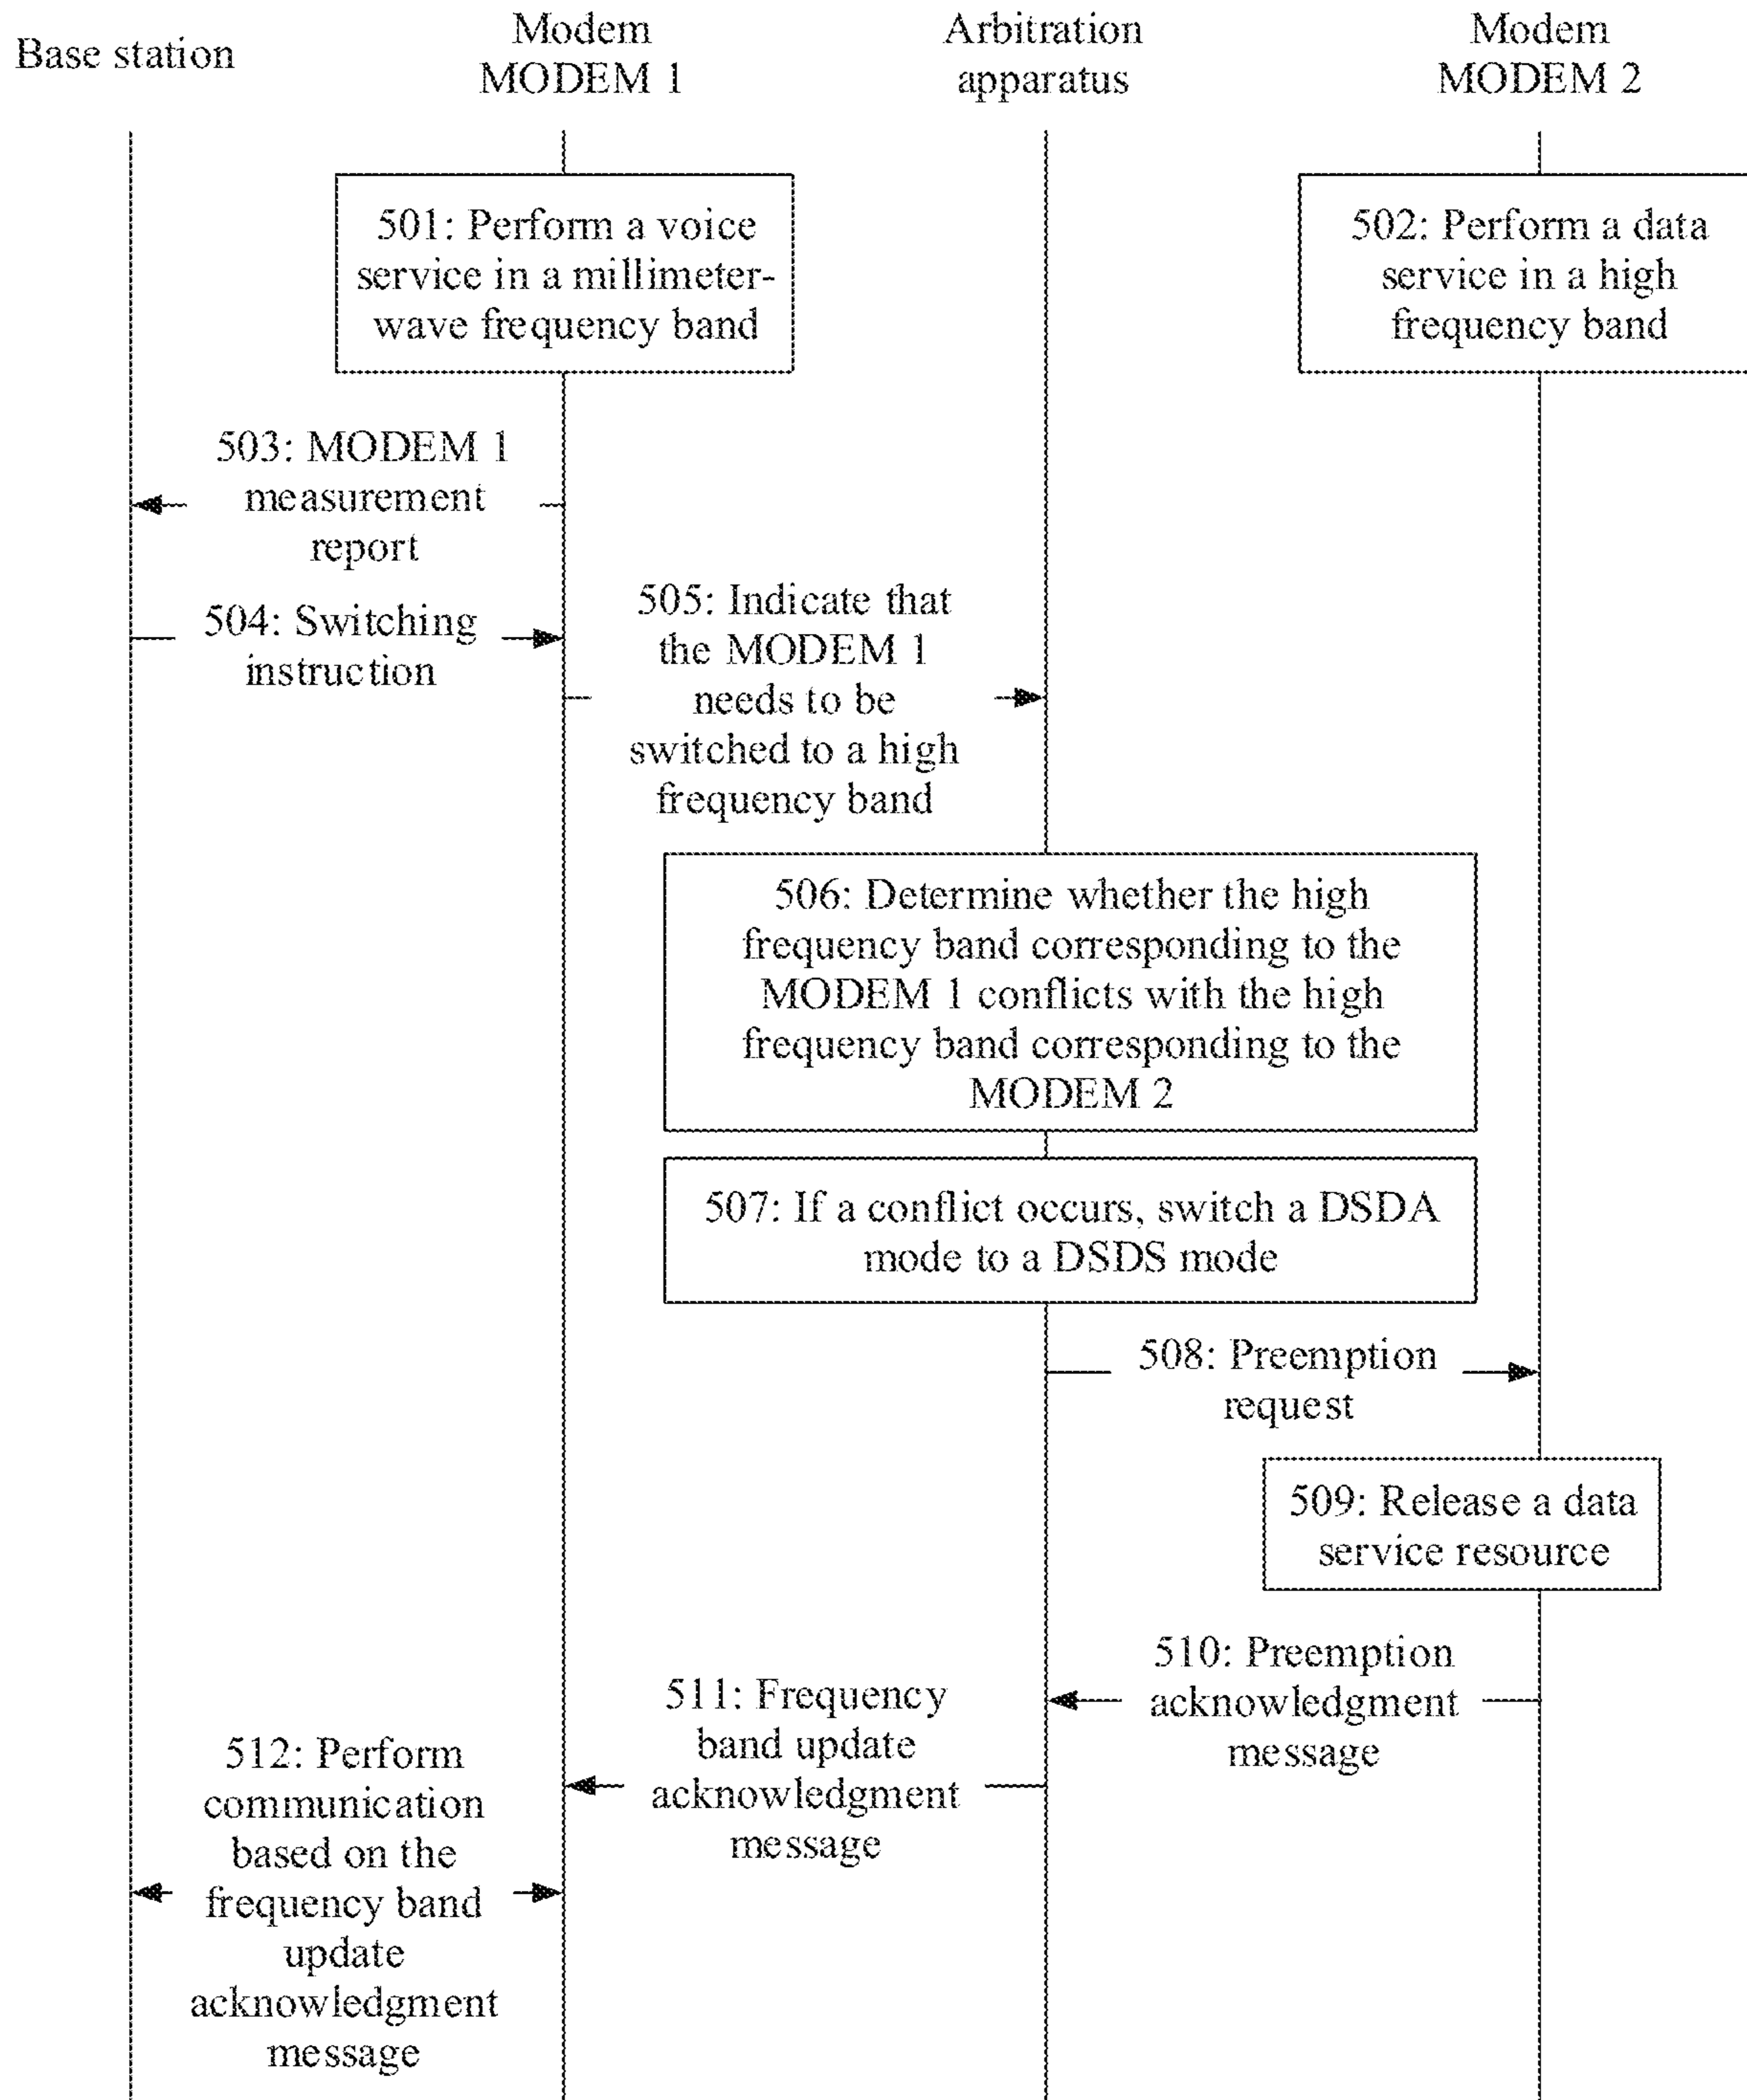 Base station
Modem
MODEM 1
Arbitration
apparatus
Modem
MODEM 2
501: Perform a voice
service in a millimeter-
wave frequency band
502: Perform a data
service in a high
frequency band
503: MODEM 1
measurement
report
504: Switching
instruction
505: Indicate that
the MODEM 1
needs to be
switched to a high
frequency band
506: Determine whether the high
frequency band corresponding to the
MODEM 1 conflicts with the high
frequency band corresponding to the
MODEM 2
507: If a conflict occurs, switch a DSDA
mode to a DSDS mode
508: Preemption
request
509: Release a data
service resource
510: Preemption
acknowledgment
message
511: Frequency
band update
acknowledgment
message
512: Perform
communication
based on the
frequency band
update
acknowledgment
message